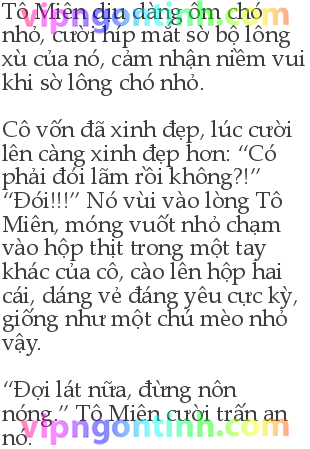 Tô Miên dịu dàng ôm chó
nhỏ, cười híp mắt sờ bộ lông
xù của nó, cảm nhận niềm vui
khi sờ lông chó nhỏ.
Cô vốn đã xinh đẹp, lúc cười
lên càng xinh đẹp hơn: “Có
phải đói lãm rồi không?!”
“Đói!!!” Nó vùi vào lòng Tô
Miên, móng vuốt nhỏ chạm
vào hộp thịt trong một tay
khác của cô, cào lên hộp hai
cái, dáng vẻ đáng yêu cực kỳ,
giống như một chú mèo nhỏ
vậy.
“Đợi lát nữa, đừng nôn
nóng.” Tô Miên cười trấn an
nó.
vipngontinh.com
vipngontinh.com